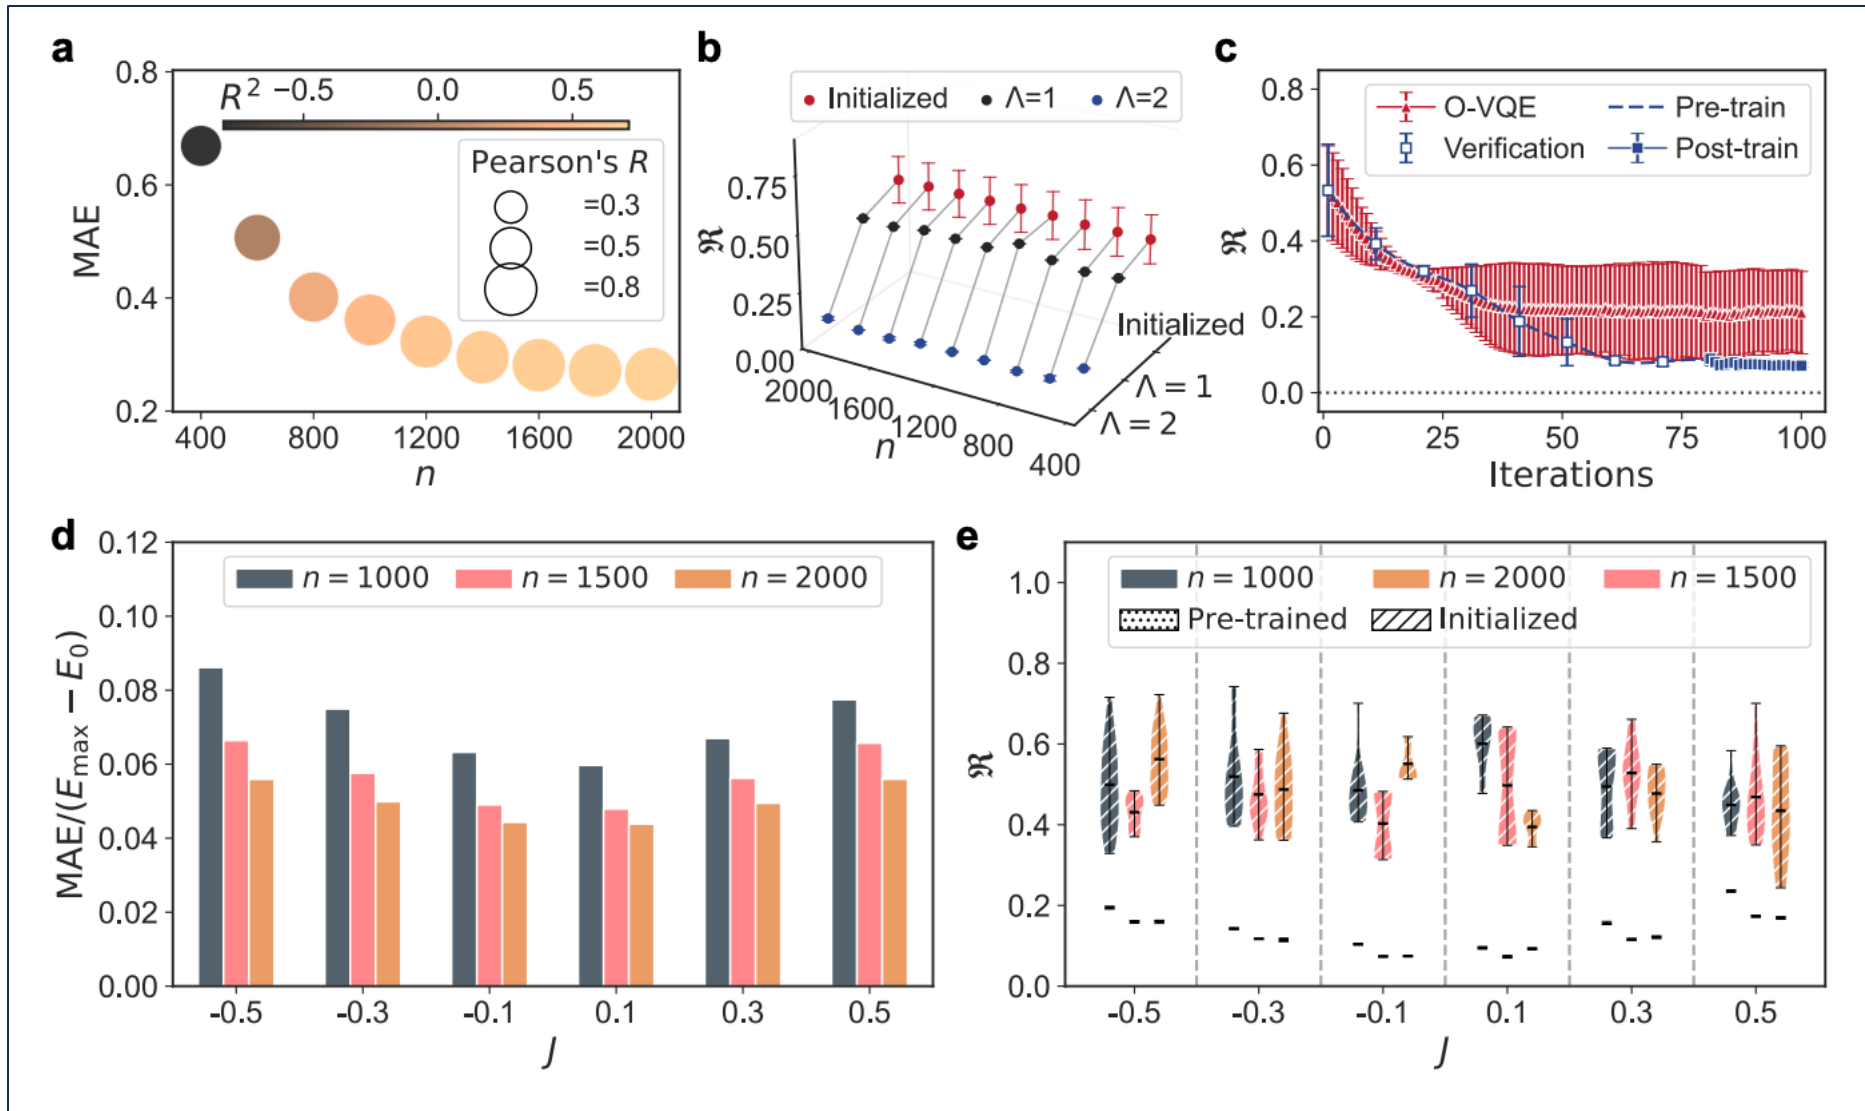 a
0.8
0.6
0.4
0.2
MAE
R² −0.5 0.0 0.5
Pearson's R
=0.3
=0.5
=0.8
400 800 1200 1600 2000
n
b
Initialized Λ=1 Λ=2
0.75
0.50
0.25
0.00
ℜ
2000
1600
1200
800
400
n
Initialized
Λ = 1
Λ = 2
c
0.8
0.6
0.4
0.2
0.0
ℜ
O-VQE Pre-train
Verification Post-train
0 25 50 75 100
Iterations
d
0.12
0.10
0.08
0.06
0.04
0.02
0.00
MAE/(E_max − E_0)
n = 1000 n = 1500 n = 2000
-0.5 -0.3 -0.1 0.1 0.3 0.5
J
e
1.0
0.8
0.6
0.4
0.2
0.0
ℜ
n = 1000 n = 2000 n = 1500
Pre-trained Initialized
-0.5 -0.3 -0.1 0.1 0.3 0.5
J